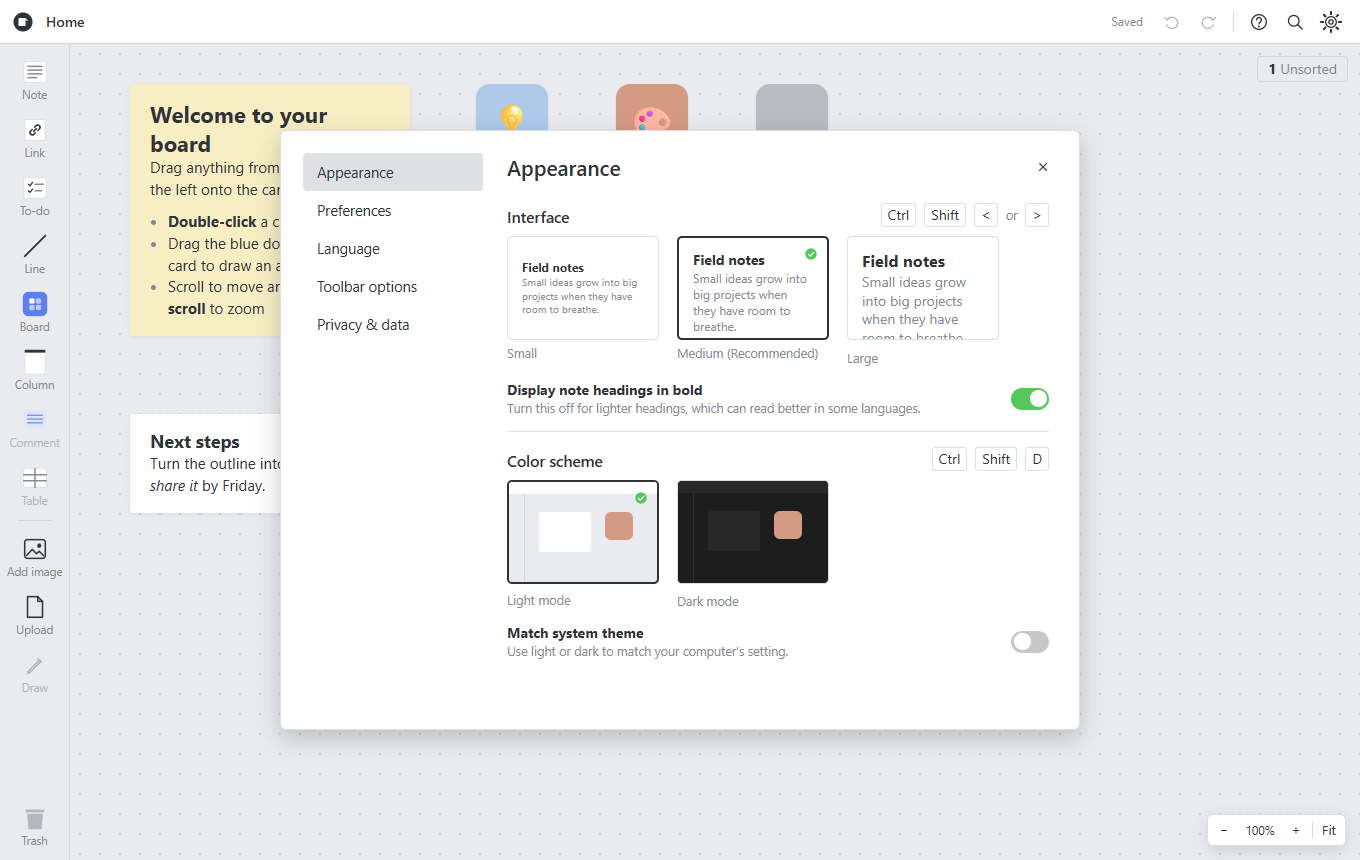 Home
Saved
1 Unsorted
Note
Link
To-do
Line
Board
Column
Comment
Table
Add image
Upload
Draw
Trash
Welcome to your
board
Drag anything from
the left onto the
Double-click a
Drag the blue
card to draw an
Scroll to move
scroll to zoom
Next steps
Turn the outline
share it by Friday.
Appearance
Preferences
Language
Toolbar options
Privacy & data
Appearance
×
Interface
Ctrl Shift < or >
Field notes
Small ideas grow into big
projects when they have
room to breathe.
Small
Field notes
Small ideas grow into
big projects when
they have room to
breathe.
Medium (Recommended)
Field notes
Small ideas grow
into big projects
when they have
room to breathe
Large
Display note headings in bold
Turn this off for lighter headings, which can read better in some languages.
Color scheme
Ctrl Shift D
Light mode
Dark mode
Match system theme
Use light or dark to match your computer's setting.
− 100% + Fit